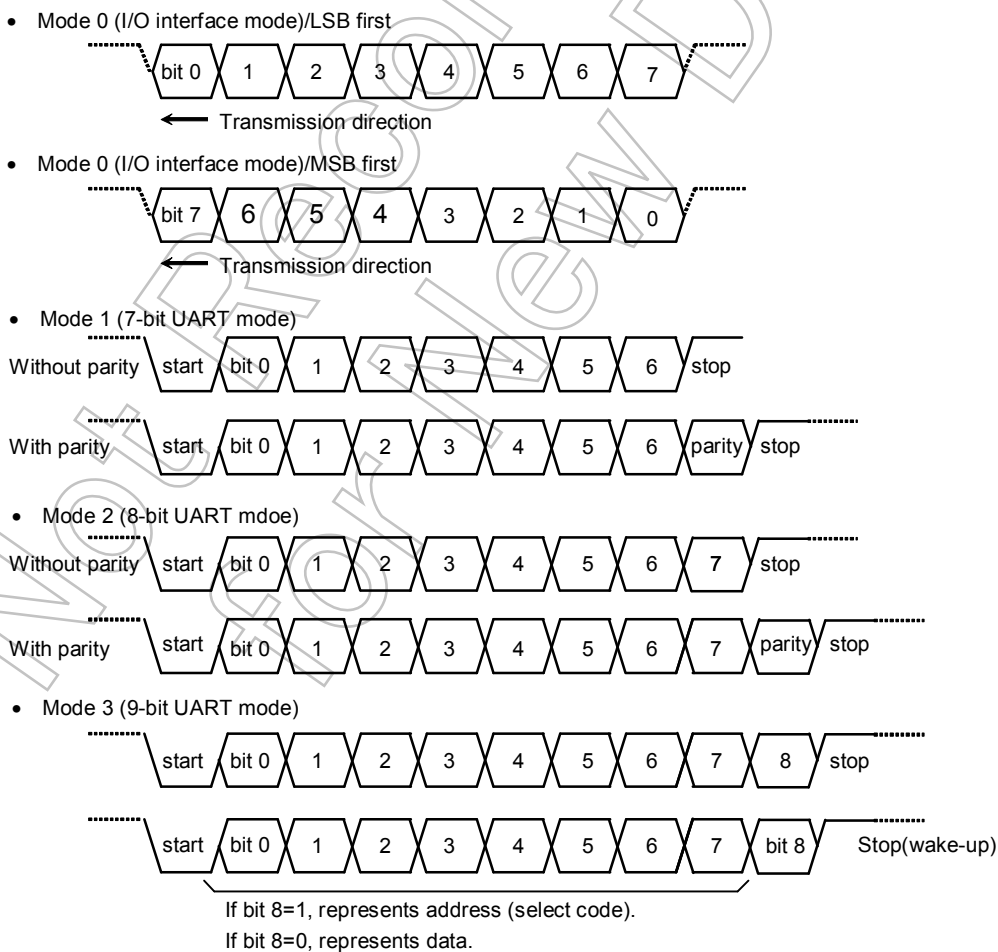 • Mode 0 (I/O interface mode)/LSB first
bit 0 1 2 3 4 5 6 7
Transmission direction
• Mode 0 (I/O interface mode)/MSB first
bit 7 6 5 4 3 2 1 0
Transmission direction
• Mode 1 (7-bit UART mode)
Without parity start bit 0 1 2 3 4 5 6 stop
With parity start bit 0 1 2 3 4 5 6 parity stop
• Mode 2 (8-bit UART mdoe)
Without parity start bit 0 1 2 3 4 5 6 7 stop
With parity start bit 0 1 2 3 4 5 6 7 parity stop
• Mode 3 (9-bit UART mode)
start bit 0 1 2 3 4 5 6 7 8 stop
start bit 0 1 2 3 4 5 6 7 bit 8 Stop(wake-up)
If bit 8=1, represents address (select code).
If bit 8=0, represents data.
Not
for New D